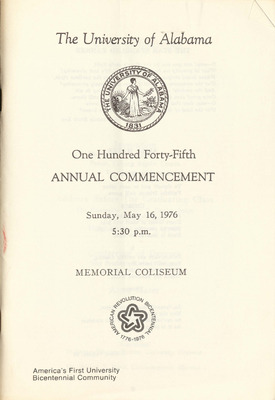 The University of Alabama
THE UNIVERSITY OF ALABAMA
1831
One Hundred Forty-Fifth
ANNUAL COMMENCEMENT
Sunday, May 16, 1976
5:30 p.m.
MEMORIAL COLISEUM
AMERICAN REVOLUTION BICENTENNIAL
1776-1976
America's First University
Bicentennial Community